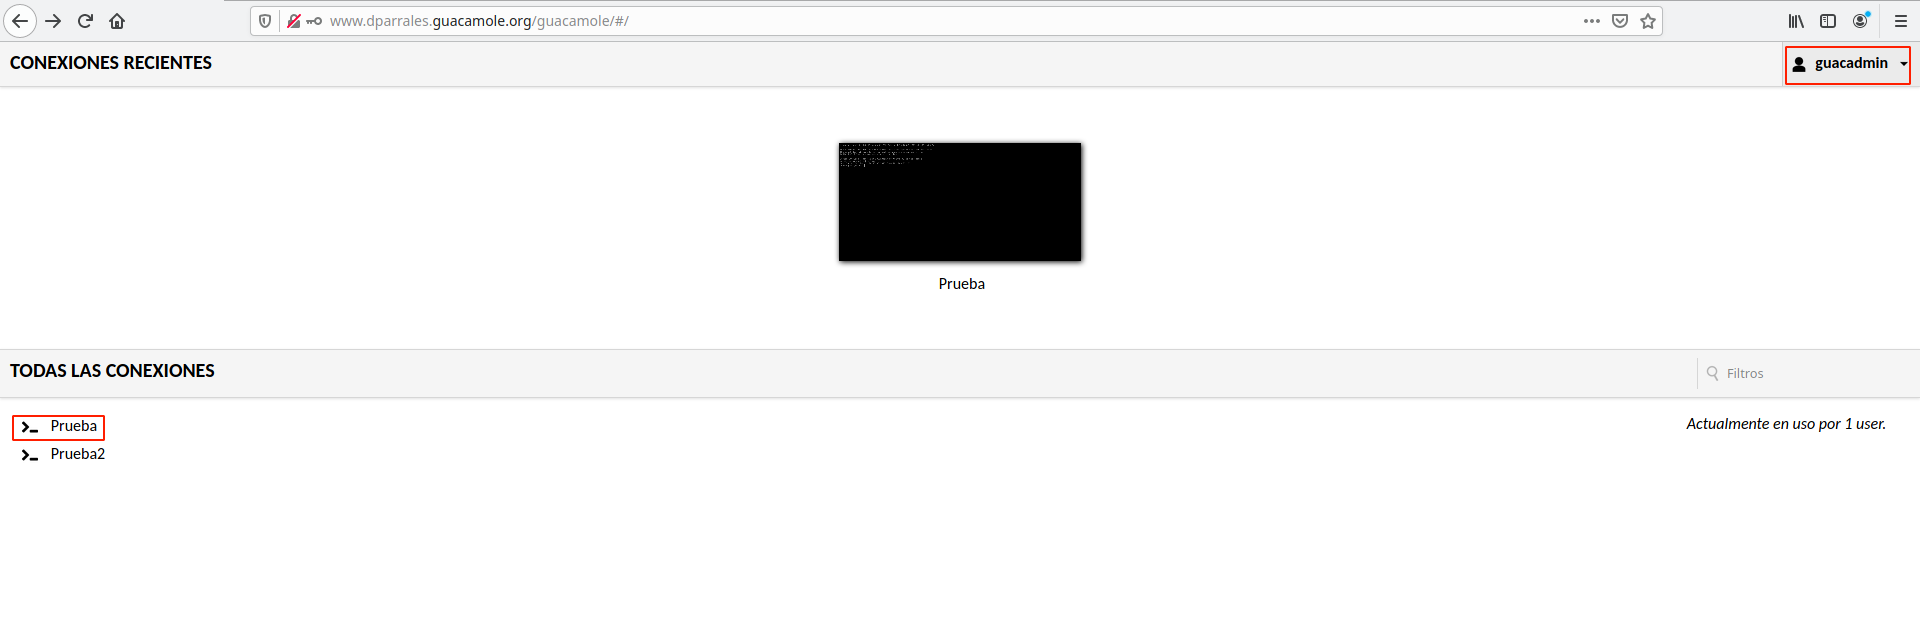 www.dparrales.guacamole.org/guacamole/#/
CONEXIONES RECIENTES
guacadmin
Prueba
TODAS LAS CONEXIONES
Filtros
Prueba
Actualmente en uso por 1 user.
Prueba2